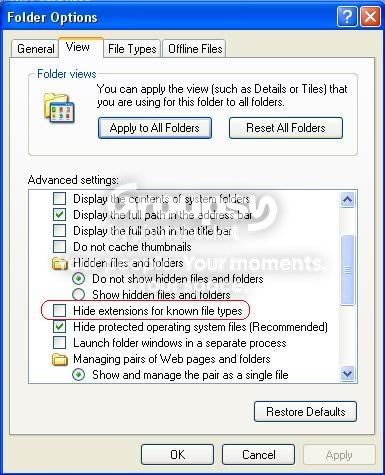 Folder Options
General
View
File Types
Offline Files
Folder views
You can apply the view (such as Details or Tiles) that
you are using for this folder to all folders.
Apply to All Folders
Reset All Folders
Advanced settings:
Display the contents of system folders
Display the full path in the address bar
Display the full path in the title bar
Do not cache thumbnails
Hidden files and folders
Do not show hidden files and folders
Show hidden files and folders
Your moments.
Hide extensions for known file types
Hide protected operating system files (Recommended)
Launch folder windows in a separate process
Managing pairs of Web pages and folders
Show and manage the pair as a single file
Restore Defaults
OK
Cancel
Apply